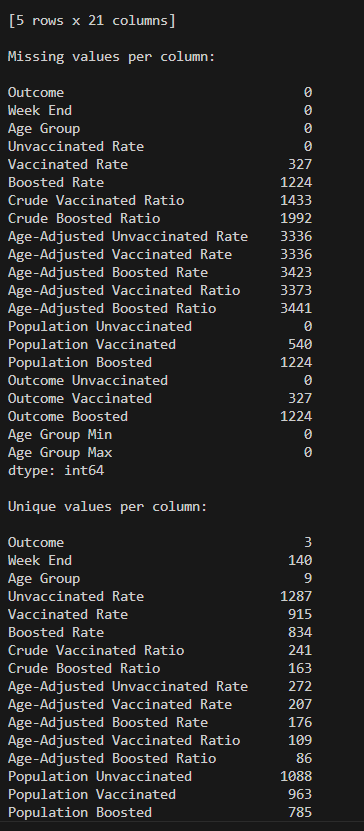 [5 rows x 21 columns]
Missing values per column:
Outcome 0
Week End 0
Age Group 0
Unvaccinated Rate 0
Vaccinated Rate 327
Boosted Rate 1224
Crude Vaccinated Ratio 1433
Crude Boosted Ratio 1992
Age-Adjusted Unvaccinated Rate 3336
Age-Adjusted Vaccinated Rate 3336
Age-Adjusted Boosted Rate 3423
Age-Adjusted Vaccinated Ratio 3373
Age-Adjusted Boosted Ratio 3441
Population Unvaccinated 0
Population Vaccinated 540
Population Boosted 1224
Outcome Unvaccinated 0
Outcome Vaccinated 327
Outcome Boosted 1224
Age Group Min 0
Age Group Max 0
dtype: int64
Unique values per column:
Outcome 3
Week End 140
Age Group 9
Unvaccinated Rate 1287
Vaccinated Rate 915
Boosted Rate 834
Crude Vaccinated Ratio 241
Crude Boosted Ratio 163
Age-Adjusted Unvaccinated Rate 272
Age-Adjusted Vaccinated Rate 207
Age-Adjusted Boosted Rate 176
Age-Adjusted Vaccinated Ratio 109
Age-Adjusted Boosted Ratio 86
Population Unvaccinated 1088
Population Vaccinated 963
Population Boosted 785